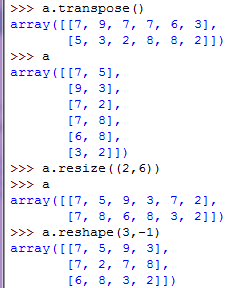 >>> a.transpose()
array([[7, 9, 7, 7, 6, 3],
       [5, 3, 2, 8, 8, 2]])
>>> a
array([[7, 5],
       [9, 3],
       [7, 2],
       [7, 8],
       [6, 8],
       [3, 2]])
>>> a.resize((2,6))
>>> a
array([[7, 5, 9, 3, 7, 2],
       [7, 8, 6, 8, 3, 2]])
>>> a.reshape(3,-1)
array([[7, 5, 9, 3],
       [7, 2, 7, 8],
       [6, 8, 3, 2]])